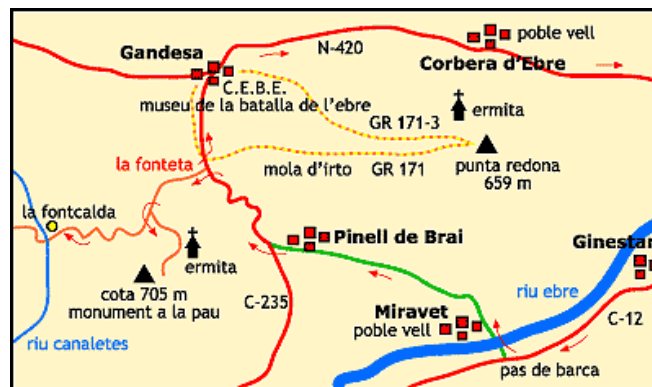 poble vell
N-420
Gandesa
Corbera d'Ebre
C.E.B.E.
museu de la batalla de l'ebre
ermita
GR 171-3
la fonteta
mola d'irto
GR 171
punta redona
659 m
la fontcalda
Pinell de Brai
ermita
Ginestar
cota 705 m
monument a la pau
C-235
riu ebre
Miravet
poble vell
C-12
riu canaletes
pas de barca